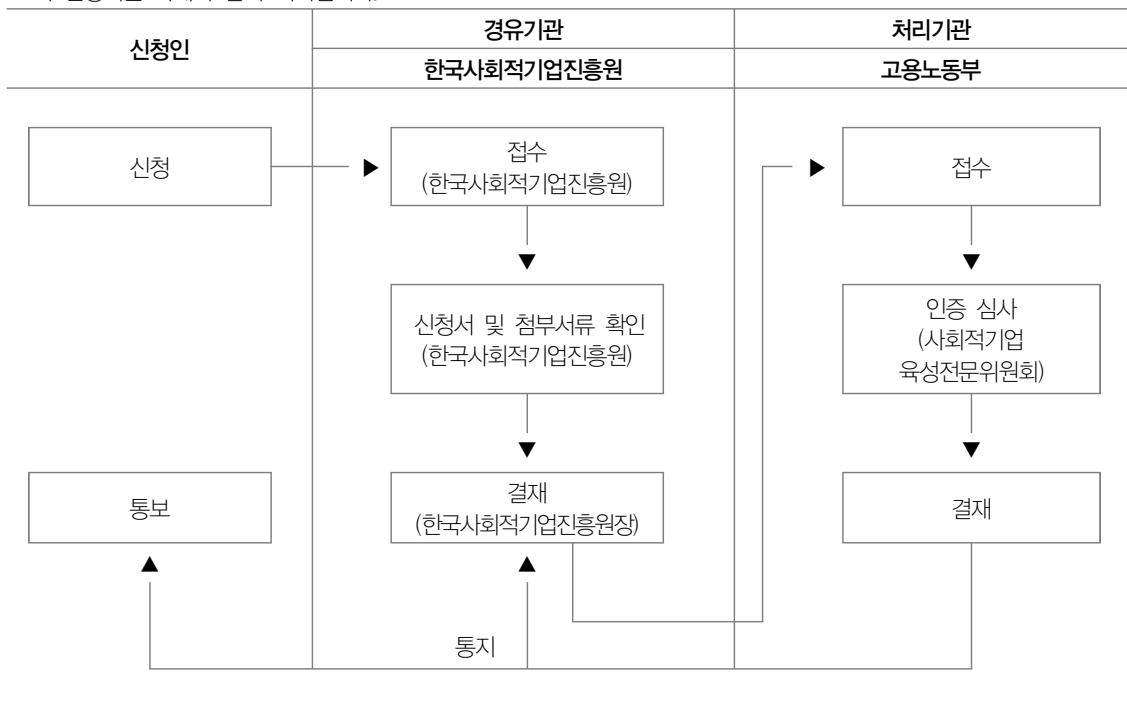 신청인
경유기관
처리기관
한국사회적기업진흥원
고용노동부
신청
접수
(한국사회적기업진흥원)
접수
신청서 및 첨부서류 확인
(한국사회적기업진흥원)
인증 심사
(사회적기업
육성전문위원회)
통보
결재
(한국사회적기업진흥원장)
결재
통지